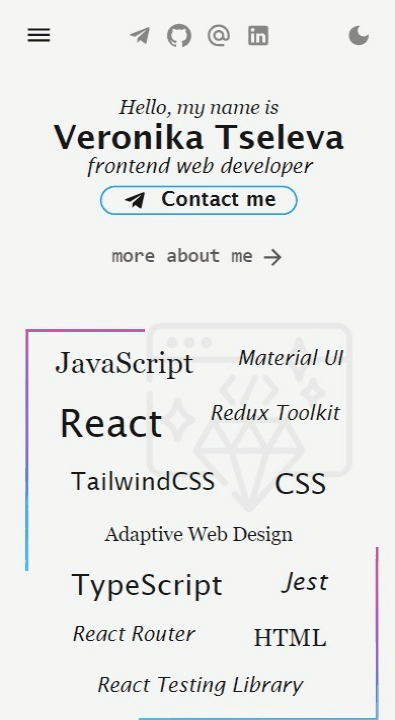 Hello, my name is
Veronika Tseleva
frontend web developer
Contact me
more about me →
JavaScript Material UI
React Redux Toolkit
TailwindCSS CSS
Adaptive Web Design
TypeScript Jest
React Router HTML
React Testing Library